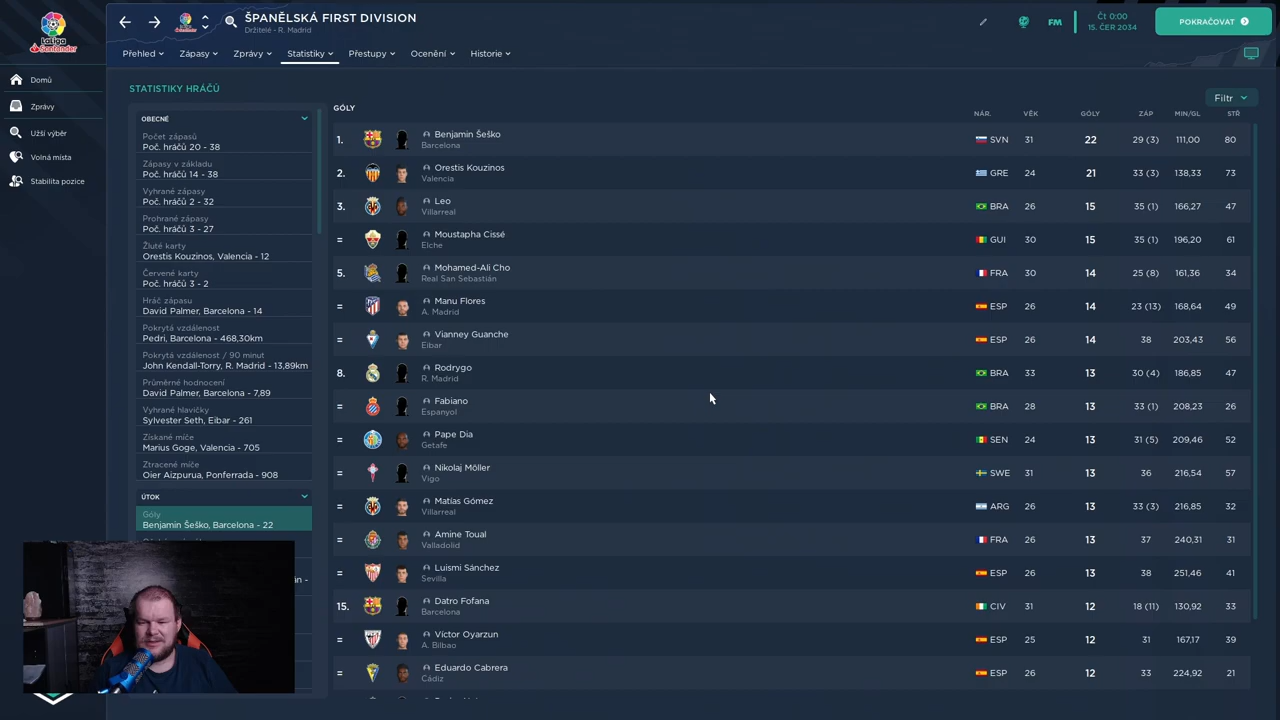 ŠPANĚLSKÁ FIRST DIVISION
Držitelé - R. Madrid
FM
Čt 0:00
15. ČER 2034
POKRAČOVAT
LaLiga
Santander
Přehled
Zápasy
Zprávy
Statistiky
Přestupy
Ocenění
Historie
Domů
Zprávy
Užší výběr
Volná místa
Stabilita pozice
STATISTIKY HRÁČŮ
Filtr
OBECNÉ
Počet zápasů
Poč. hráčů 20 - 38
Zápasy v základu
Poč. hráčů 14 - 38
Vyhrané zápasy
Poč. hráčů 2 - 32
Prohrané zápasy
Poč. hráčů 3 - 27
Žluté karty
Orestis Kouzinos, Valencia - 12
Červené karty
Poč. hráčů 3 - 2
Hráč zápasu
David Palmer, Barcelona - 14
Pokrytá vzdálenost
Pedri, Barcelona - 468,30km
Pokrytá vzdálenost / 90 minut
John Kendall-Torry, R. Madrid - 13,89km
Průměrné hodnocení
David Palmer, Barcelona - 7,89
Vyhrané hlavičky
Sylvester Seth, Eibar - 261
Získané míče
Marius Goge, Valencia - 705
Ztracené míče
Oier Aizpurua, Ponferrada - 908
ÚTOK
Góly
Benjamin Šeško, Barcelona - 22
GÓLY
NÁR. VĚK GÓLY ZÁP MIN/GL STŘ
1. Benjamin Šeško SVN 31 22 29 (3) 111,00 80
Barcelona
2. Orestis Kouzinos GRE 24 21 33 (3) 138,33 73
Valencia
3. Leo BRA 26 15 35 (1) 166,27 47
Villarreal
= Moustapha Cissé GUI 30 15 35 (1) 196,20 61
Elche
5. Mohamed-Ali Cho FRA 30 14 25 (8) 161,36 34
Real San Sebastián
= Manu Flores ESP 26 14 23 (13) 168,64 49
A. Madrid
= Vianney Guanche ESP 26 14 38 203,43 56
Eibar
8. Rodrygo BRA 33 13 30 (4) 186,85 47
R. Madrid
= Fabiano BRA 28 13 33 (1) 208,23 26
Espanyol
= Pape Dia SEN 24 13 31 (5) 209,46 52
Getafe
= Nikolaj Möller SWE 31 13 36 216,54 57
Vigo
= Matías Gómez ARG 26 13 33 (3) 216,85 32
Villarreal
= Amine Toual FRA 26 13 37 240,31 31
Valladolid
= Luismi Sánchez ESP 26 13 38 251,46 41
Sevilla
15. Datro Fofana CIV 31 12 18 (11) 130,92 33
Barcelona
= Víctor Oyarzun ESP 25 12 31 167,17 39
A. Bilbao
= Eduardo Cabrera ESP 26 12 33 224,92 21
Cádiz